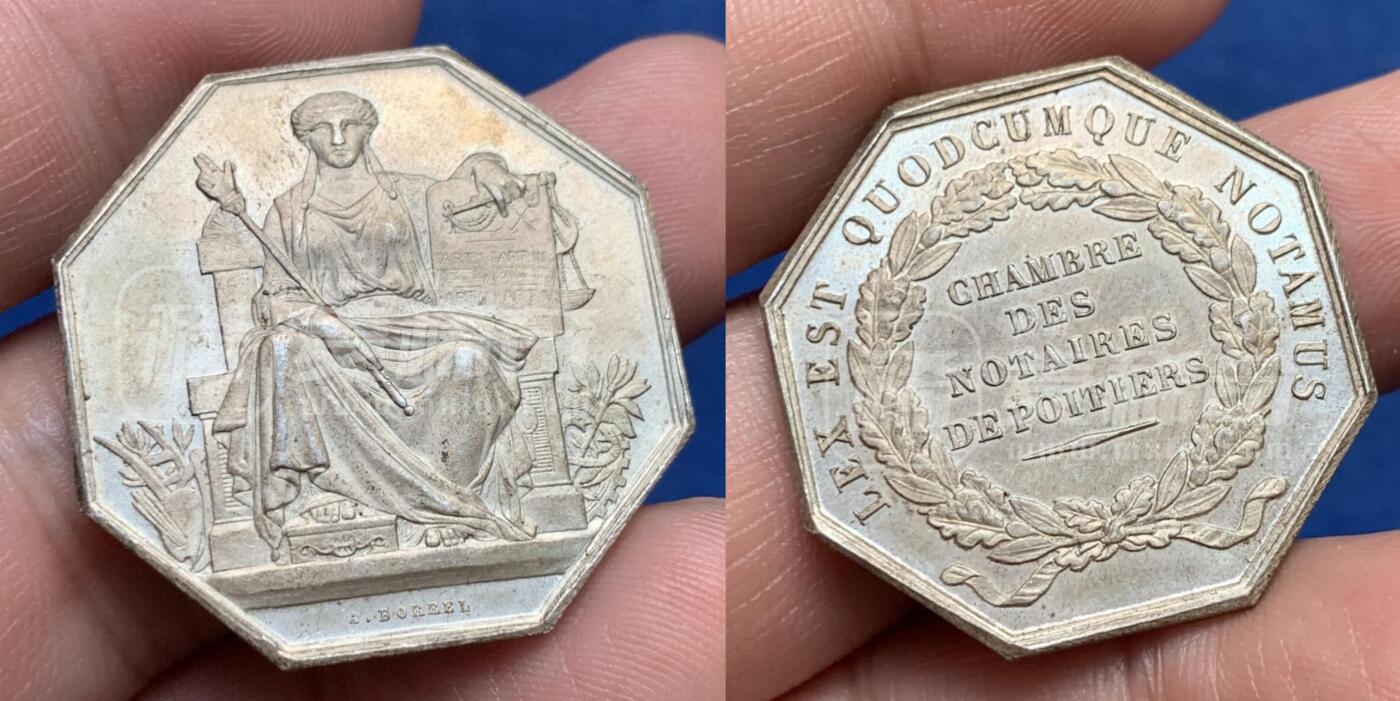 BORREL
LEX EST QUODCUMQUE NOTAMUS
CHAMBRE
DES
NOTAIRES
DE POITIERS